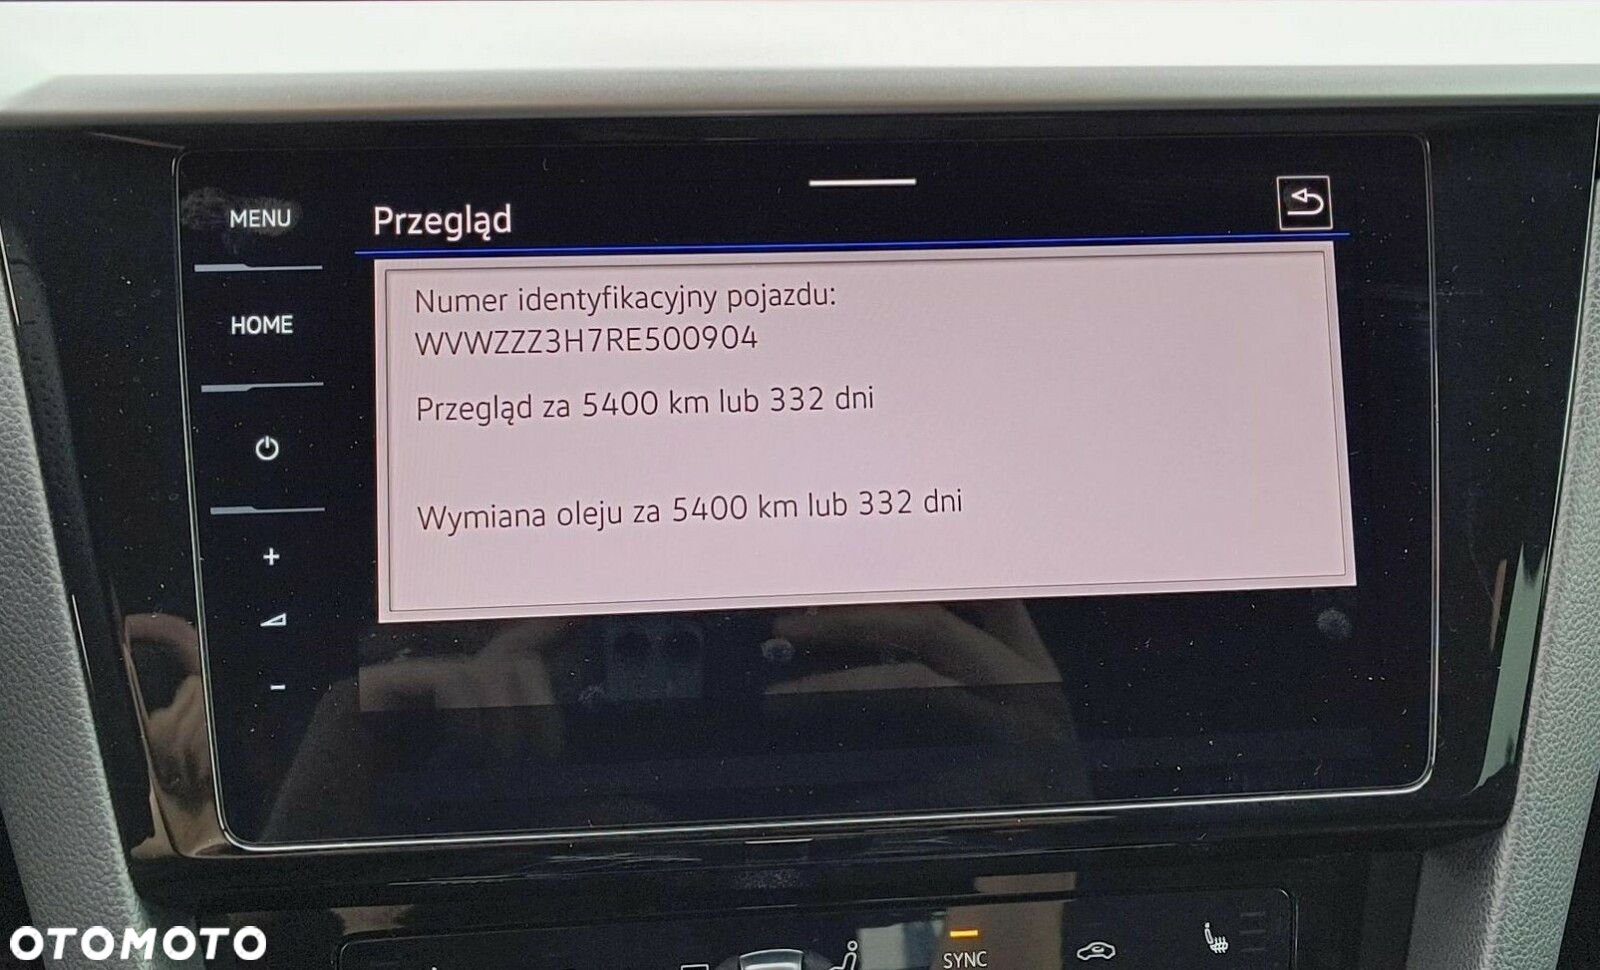 MENU
Przegląd
HOME
Numer identyfikacyjny pojazdu:
WVWZZZ3H7RE500904
Przegląd za 5400 km lub 332 dni
Wymiana oleju za 5400 km lub 332 dni
+
-
SYNC
OTOMOTO